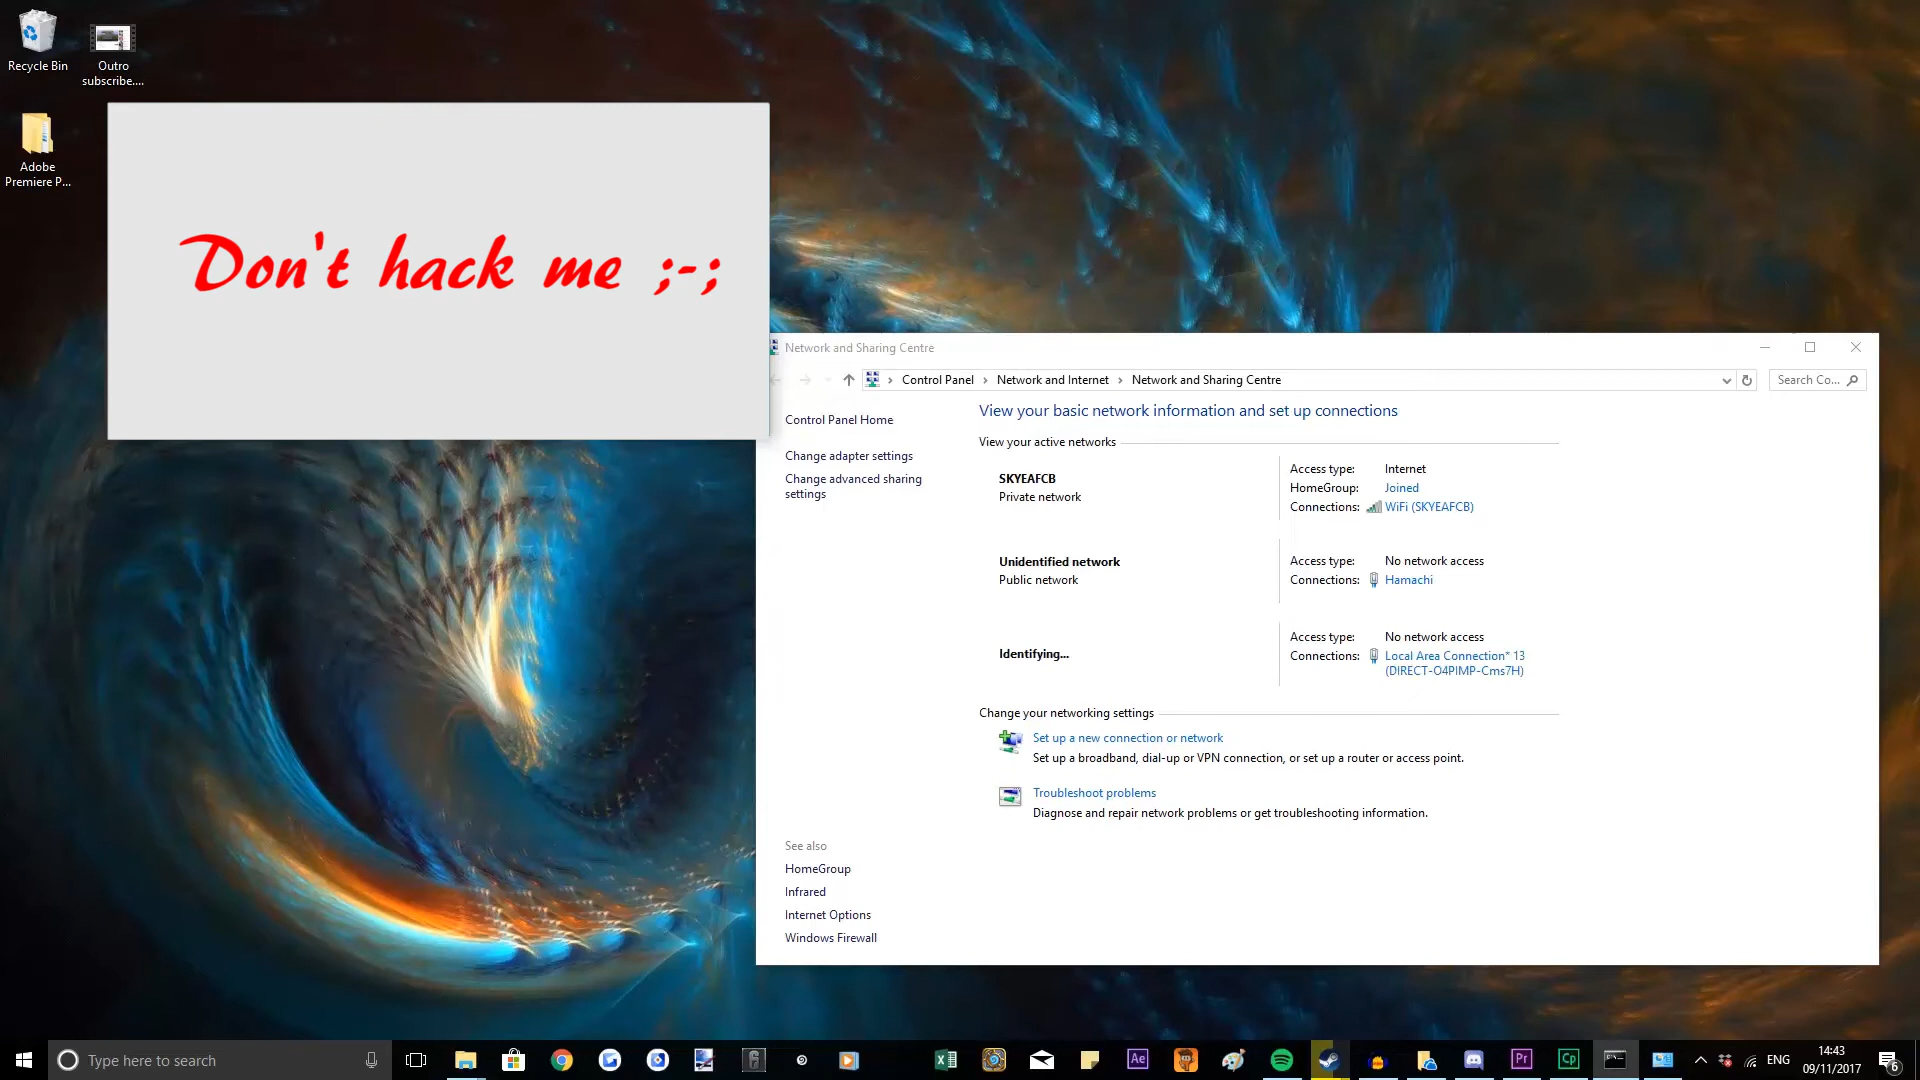 Recycle Bin
Outro
subscribe....
Adobe
Premiere P...
Don't hack me ;-;
Network and Sharing Centre
Control Panel
Network and Internet
Network and Sharing Centre
Search Co...
Control Panel Home
Change adapter settings
Change advanced sharing
settings
View your basic network information and set up connections
View your active networks
SKYEAFCB
Private network
Access type: Internet
HomeGroup: Joined
Connections: WiFi (SKYEAFCB)
Unidentified network
Public network
Access type: No network access
Connections: Hamachi
Identifying...
Access type: No network access
Connections: Local Area Connection* 13
(DIRECT-O4PIMP-Cms7H)
Change your networking settings
Set up a new connection or network
Set up a broadband, dial-up or VPN connection, or set up a router or access point.
Troubleshoot problems
Diagnose and repair network problems or get troubleshooting information.
See also
HomeGroup
Infrared
Internet Options
Windows Firewall
Type here to search
Ae
Pr
Cp
ENG
14:43
09/11/2017
6